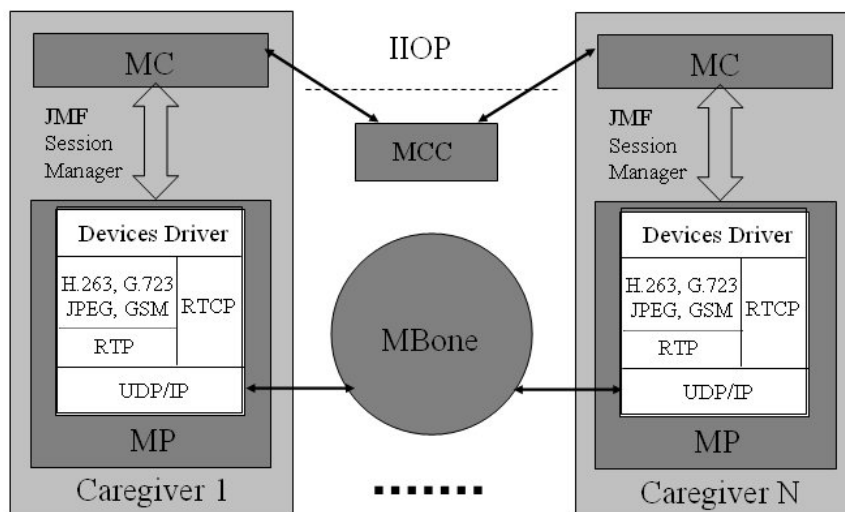 MC
JMF
Session
Manager
Devices Driver
H.263, G.723
JPEG, GSM
RTCP
RTP
UDP/IP
MP
Caregiver 1
IIOP
MCC
MBone
.......
MC
JMF
Session
Manager
Devices Driver
H.263, G.723
JPEG, GSM
RTCP
RTP
UDP/IP
MP
Caregiver N